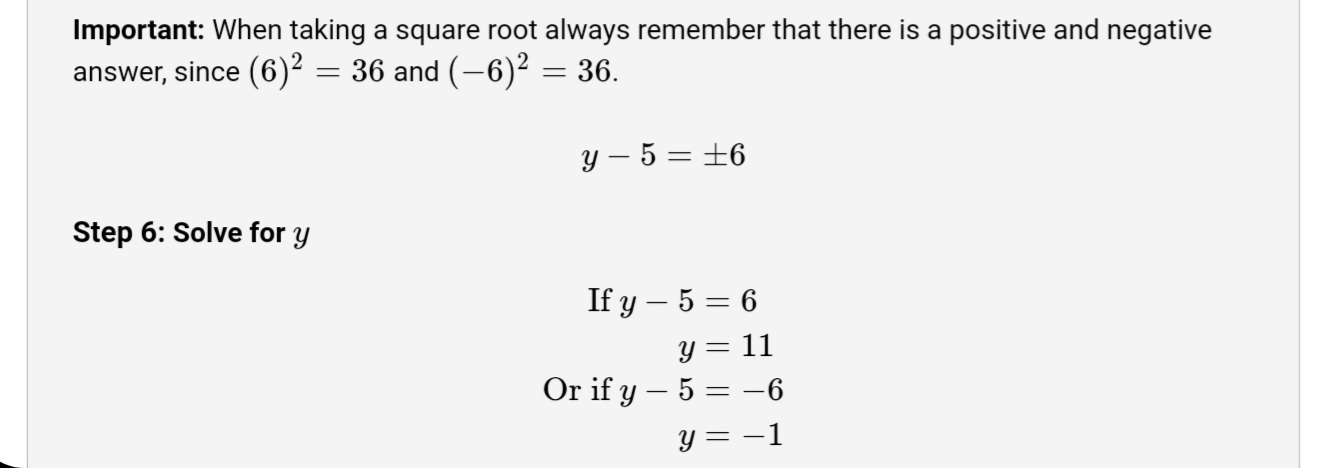 Important: When taking a square root always remember that there is a positive and negative
answer, since (6)² = 36 and (−6)² = 36.
y − 5 = ±6
Step 6: Solve for y
If y − 5 = 6
y = 11
Or if y − 5 = −6
y = −1